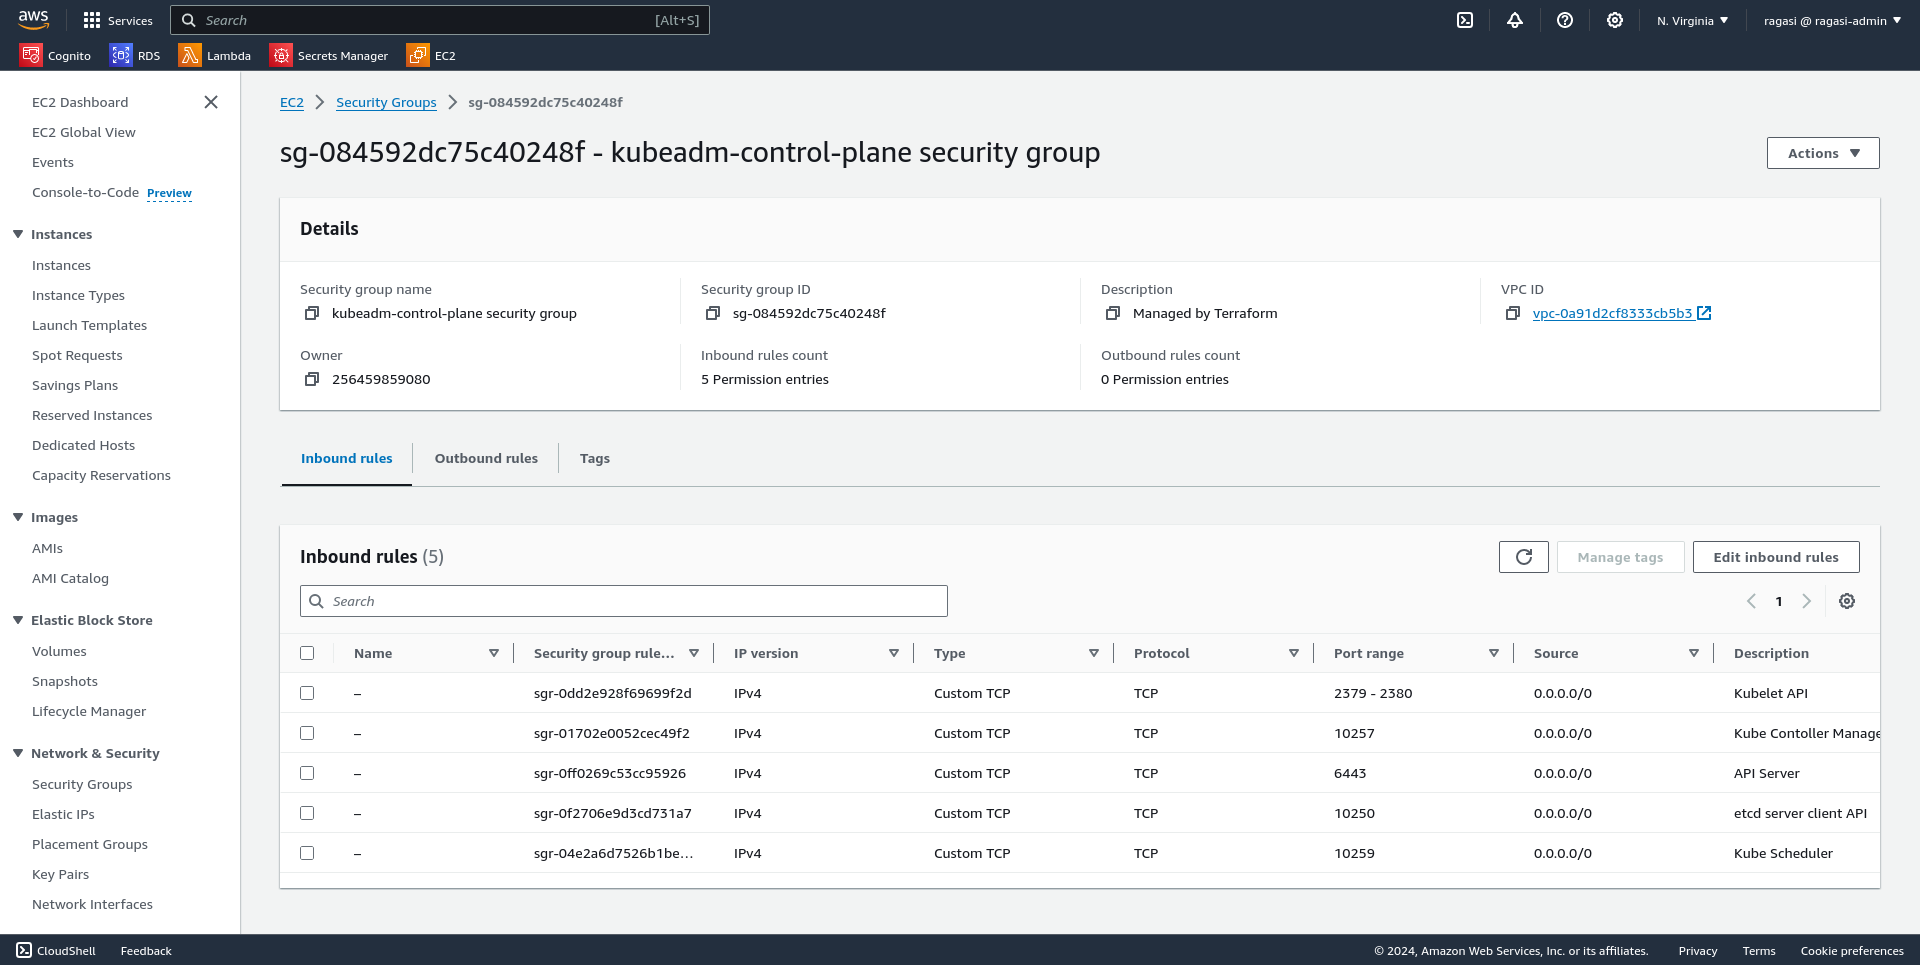 aws
Services
Search
[Alt+S]
N. Virginia
ragasi @ ragasi-admin
Cognito
RDS
Lambda
Secrets Manager
EC2
EC2 Dashboard
EC2 Global View
Events
Console-to-Code Preview
Instances
Instances
Instance Types
Launch Templates
Spot Requests
Savings Plans
Reserved Instances
Dedicated Hosts
Capacity Reservations
Images
AMIs
AMI Catalog
Elastic Block Store
Volumes
Snapshots
Lifecycle Manager
Network & Security
Security Groups
Elastic IPs
Placement Groups
Key Pairs
Network Interfaces
EC2 Security Groups sg-084592dc75c40248f
sg-084592dc75c40248f - kubeadm-control-plane security group
Actions
Details
Security group name
kubeadm-control-plane security group
Security group ID
sg-084592dc75c40248f
Description
Managed by Terraform
VPC ID
vpc-0a91d2cf8333cb5b3
Owner
256459859080
Inbound rules count
5 Permission entries
Outbound rules count
0 Permission entries
Inbound rules
Outbound rules
Tags
Inbound rules (5)
Manage tags
Edit inbound rules
Search
1
Name Security group rule... IP version Type Protocol Port range Source Description
– sgr-0dd2e928f69699f2d IPv4 Custom TCP TCP 2379 - 2380 0.0.0.0/0 Kubelet API
– sgr-01702e0052cec49f2 IPv4 Custom TCP TCP 10257 0.0.0.0/0 Kube Contoller Manage
– sgr-0ff0269c53cc95926 IPv4 Custom TCP TCP 6443 0.0.0.0/0 API Server
– sgr-0f2706e9d3cd731a7 IPv4 Custom TCP TCP 10250 0.0.0.0/0 etcd server client API
– sgr-04e2a6d7526b1be... IPv4 Custom TCP TCP 10259 0.0.0.0/0 Kube Scheduler
CloudShell
Feedback
© 2024, Amazon Web Services, Inc. or its affiliates.
Privacy
Terms
Cookie preferences